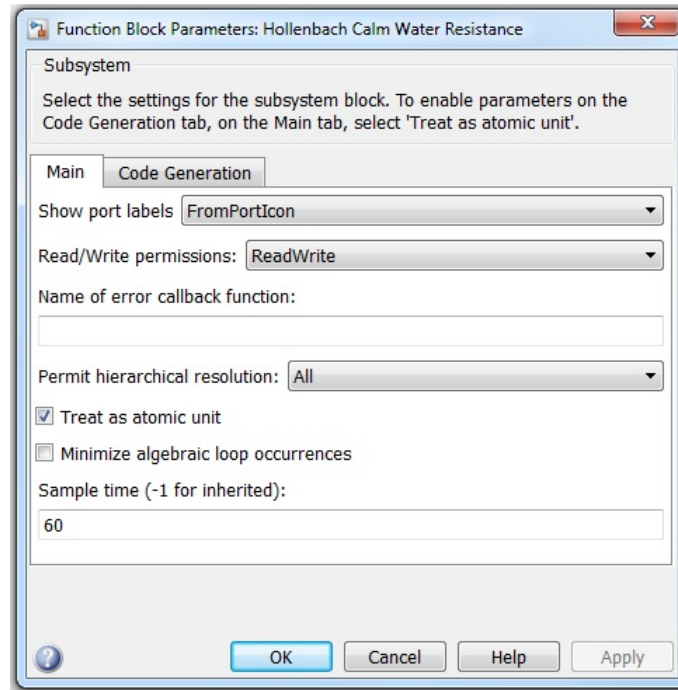 Function Block Parameters: Hollenbach Calm Water Resistance
Subsystem
Select the settings for the subsystem block. To enable parameters on the
Code Generation tab, on the Main tab, select 'Treat as atomic unit'.
Main Code Generation
Show port labels FromPortIcon
Read/Write permissions: ReadWrite
Name of error callback function:
Permit hierarchical resolution: All
Treat as atomic unit
Minimize algebraic loop occurrences
Sample time (-1 for inherited):
60
OK Cancel Help Apply